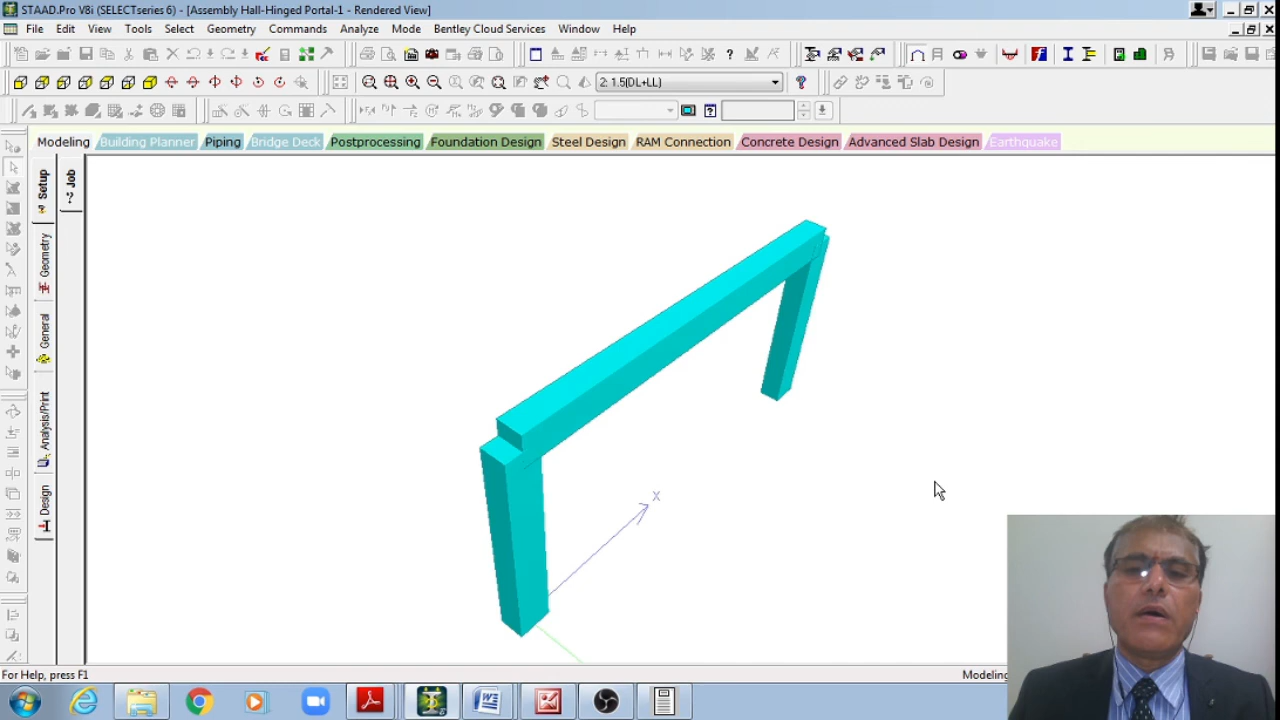 STAAD.Pro V8i (SELECTseries 6) - [Assembly Hall-Hinged Portal-1 - Rendered View]
File Edit View Tools Select Geometry Commands Analyze Mode Bentley Cloud Services Window Help
2: 1.5(DL+LL)
Modeling Building Planner Piping Bridge Deck Postprocessing Foundation Design Steel Design RAM Connection Concrete Design Advanced Slab Design Earthquake
Setup
Job
Geometry
General
Analysis/Print
Design
X
For Help, press F1
Modeling